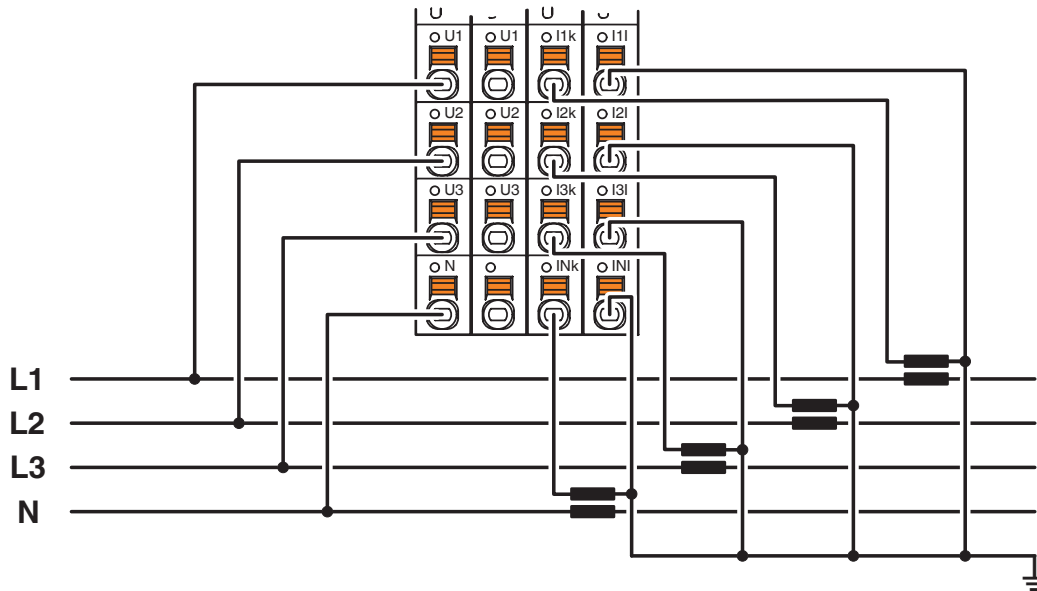 U1 U1 I1k I1l
U2 U2 I2k I2l
U3 U3 I3k I3l
N INk INl
L1
L2
L3
N